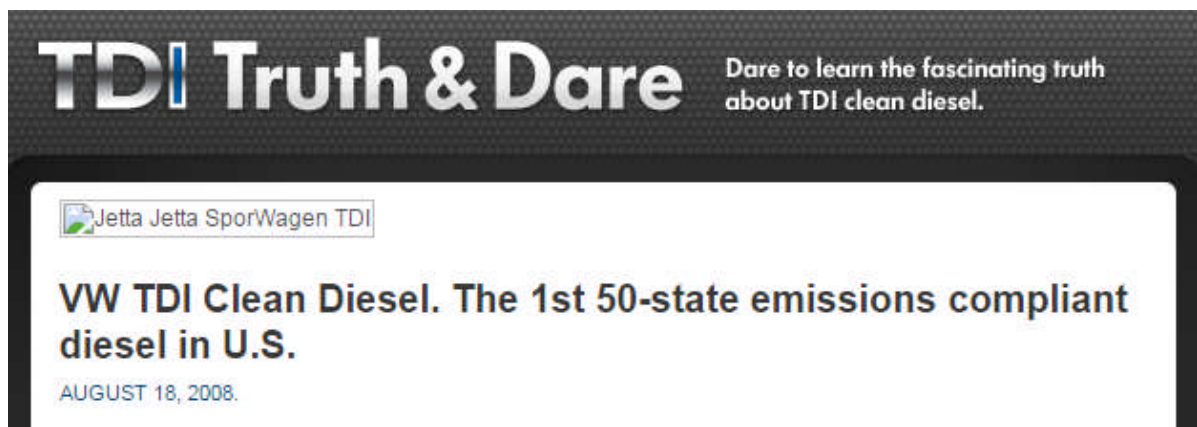 TDI Truth & Dare
Dare to learn the fascinating truth
about TDI clean diesel.
Jetta Jetta SporWagen TDI
VW TDI Clean Diesel. The 1st 50-state emissions compliant
diesel in U.S.
AUGUST 18, 2008.